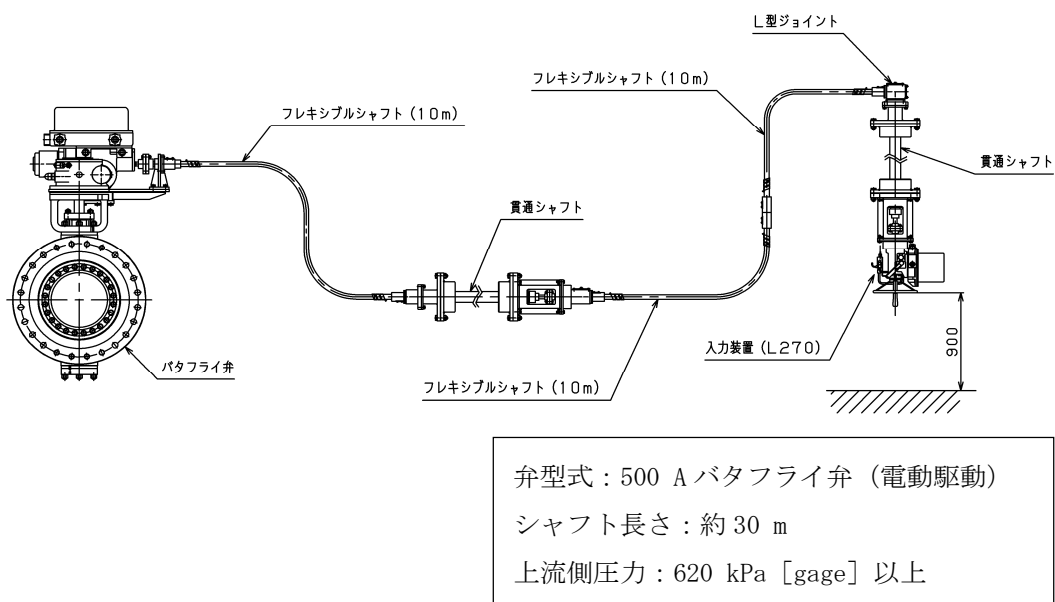 L型ジョイント
フレキシブルシャフト(10m)
フレキシブルシャフト(10m)
貫通シャフト
貫通シャフト
入力装置(L270)
900
バタフライ弁
フレキシブルシャフト(10m)
弁型式：500 A バタフライ弁（電動駆動）
シャフト長さ：約 30 m
上流側圧力：620 kPa [gage] 以上